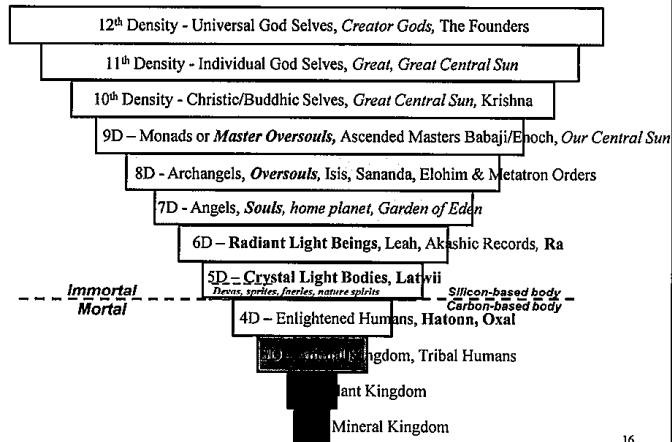 12th Density - Universal God Selves, Creator Gods, The Founders
11th Density - Individual God Selves, Great, Great Central Sun
10th Density - Christic/Buddhic Selves, Great Central Sun, Krishna
9D – Monads or Master Oversouls, Ascended Masters Babaji/Enoch, Our Central Sun
8D - Archangels, Oversouls, Isis, Sananda, Elohim & Metatron Orders
7D - Angels, Souls, home planet, Garden of Eden
6D – Radiant Light Beings, Leah, Akashic Records, Ra
5D – Crystal Light Bodies, Latwii
Devas, sprites, faeries, nature spirits
Immortal
Silicon-based body
Mortal
Carbon-based body
4D – Enlightened Humans, Hatonn, Oxal
Kingdom, Tribal Humans
lant Kingdom
Mineral Kingdom
16